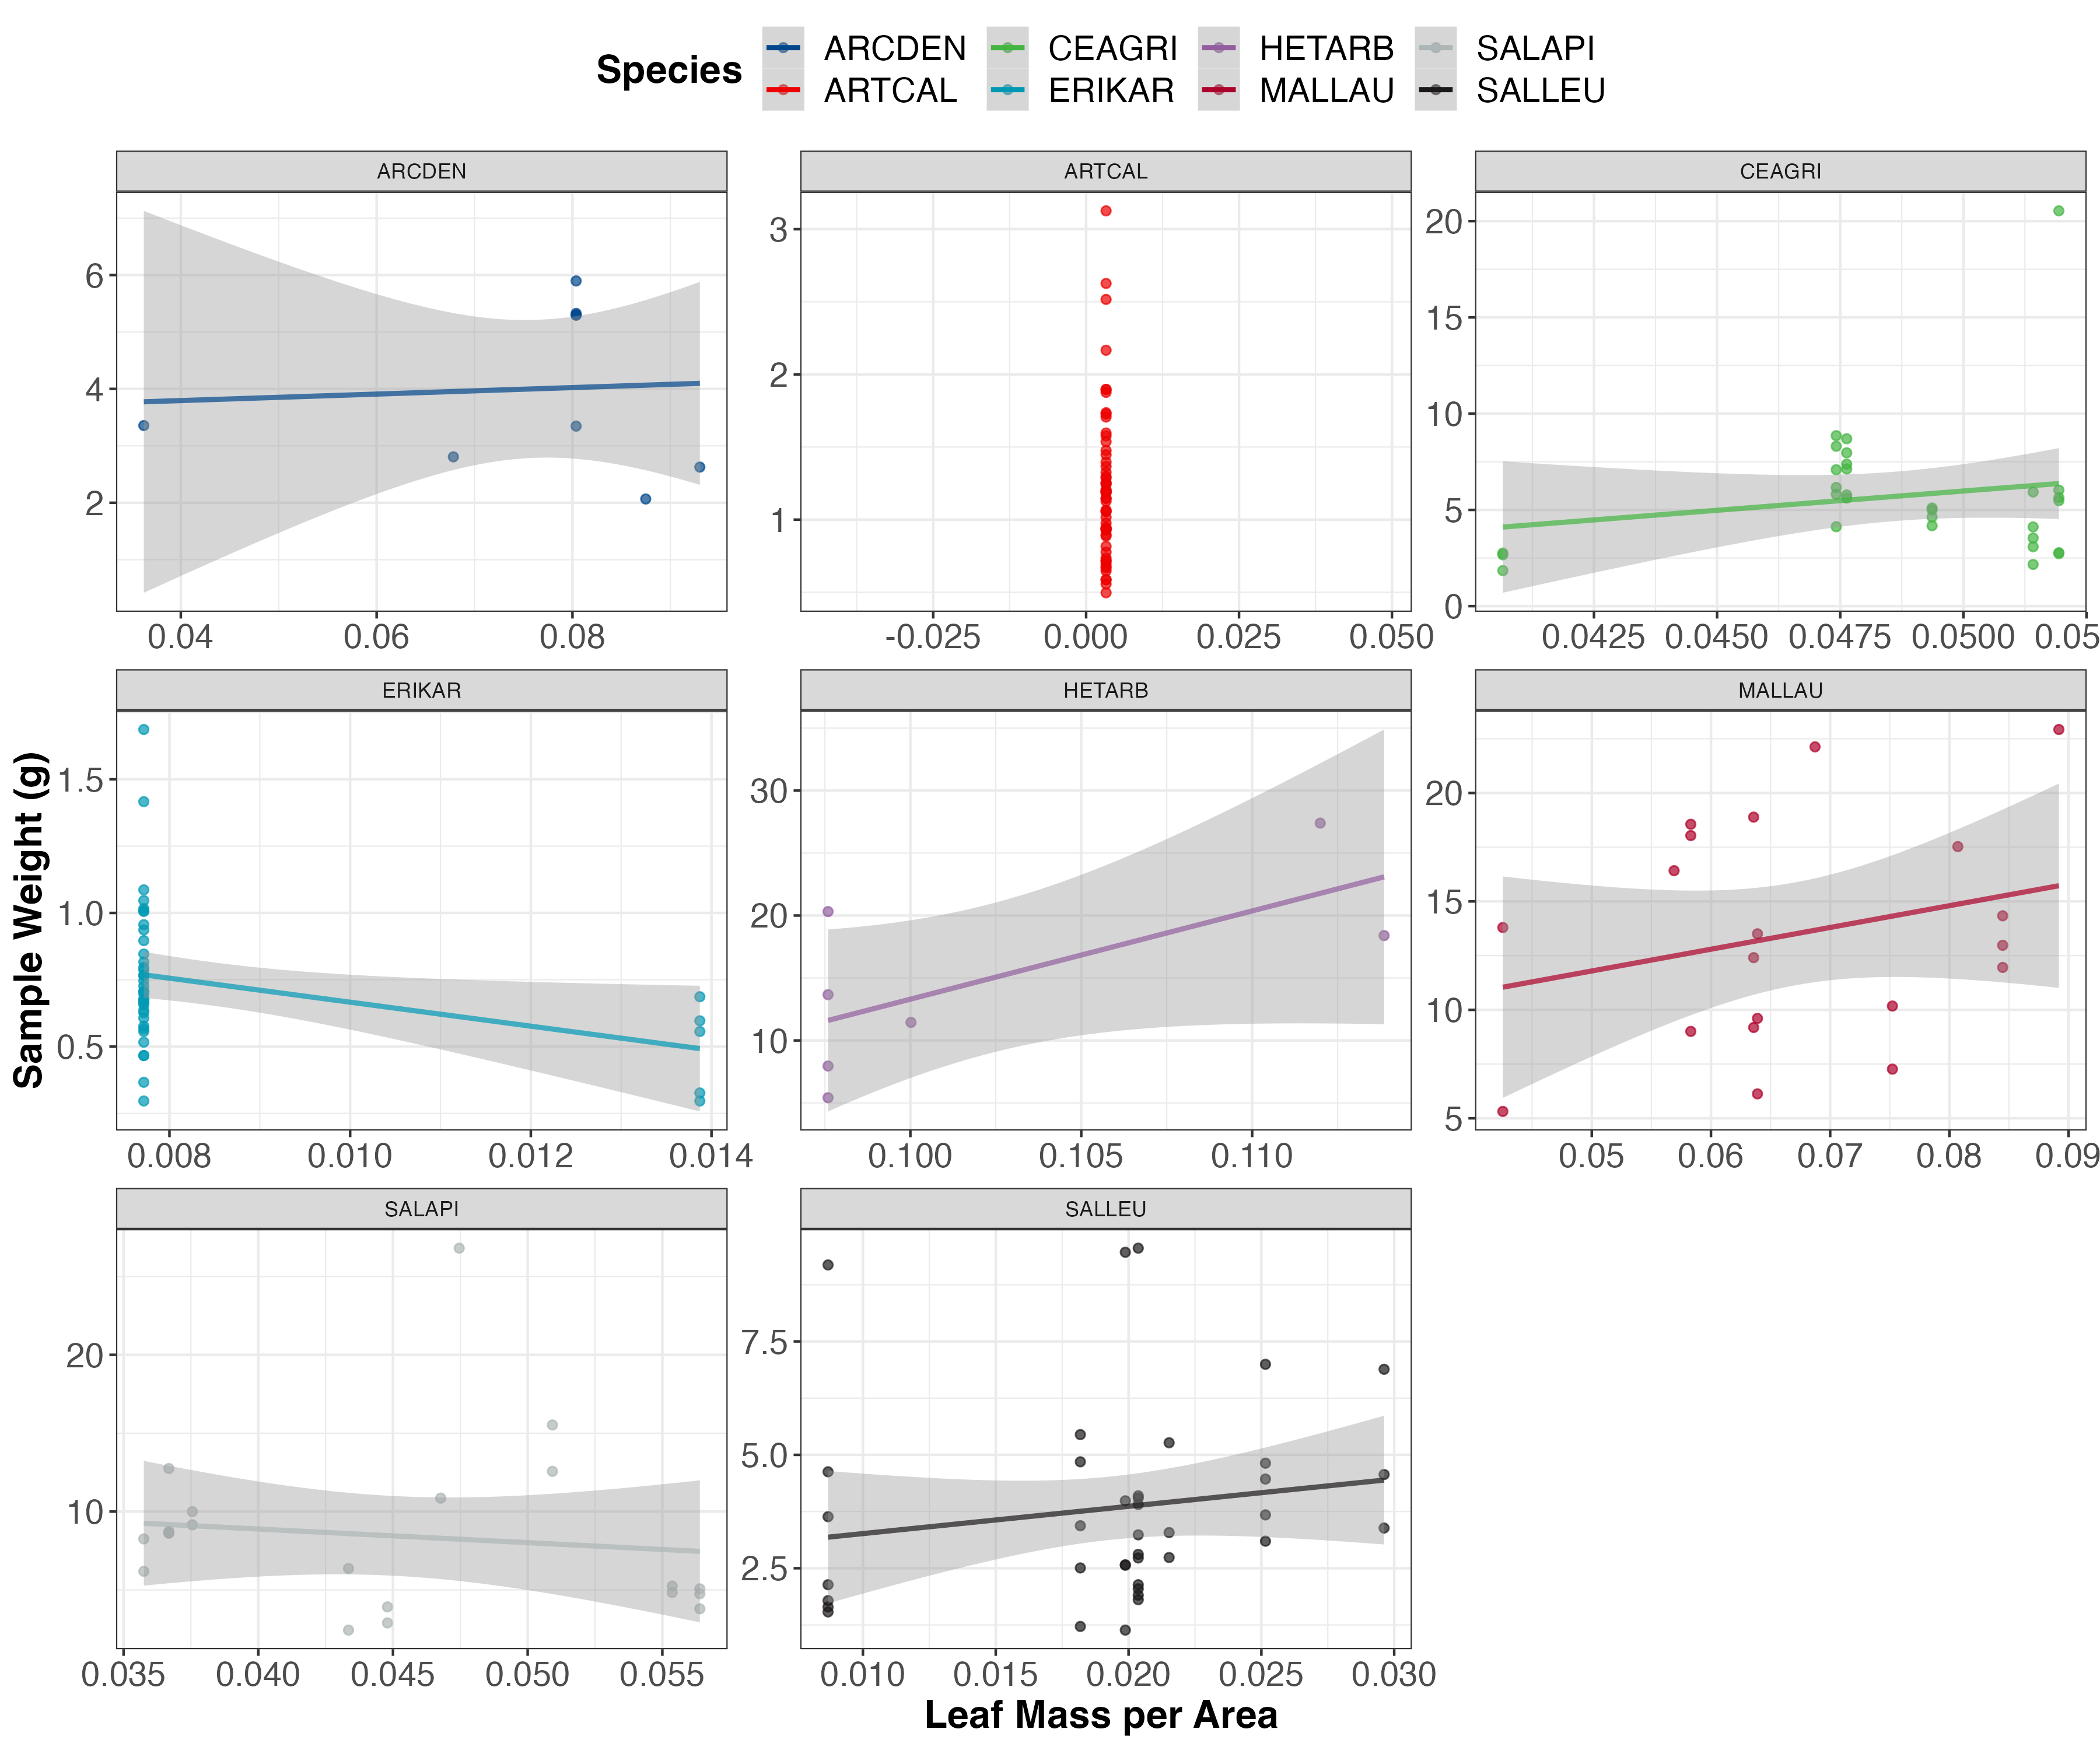 Species ARCDEN CEAGRI HETARB SALAPI
ARTCAL ERIKAR MALLAU SALLEU
ARCDEN ARTCAL CEAGRI
6
4
2
0.04 0.06 0.08
3
2
1
-0.025 0.000 0.025 0.050
20
15
10
5
0
0.0425 0.0450 0.0475 0.0500 0.05
ERIKAR HETARB MALLAU
Sample Weight (g)
1.5
1.0
0.5
0.008 0.010 0.012 0.014
30
20
10
0.100 0.105 0.110
20
15
10
5
0.05 0.06 0.07 0.08 0.09
SALAPI SALLEU
20
10
0.035 0.040 0.045 0.050 0.055
7.5
5.0
2.5
0.010 0.015 0.020 0.025 0.030
Leaf Mass per Area